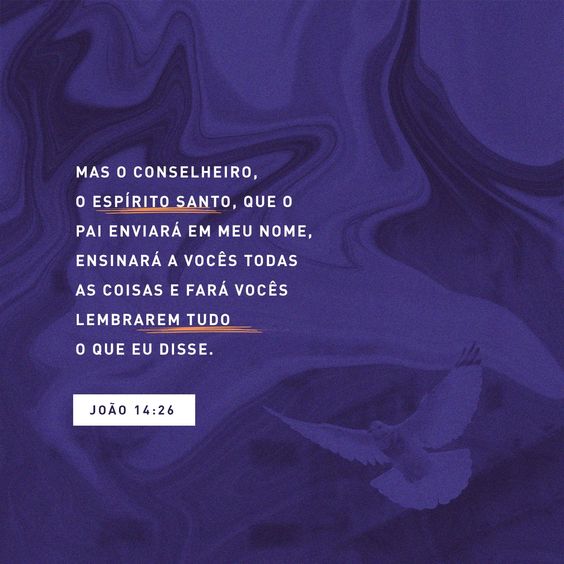 MAS O CONSELHEIRO,
O ESPÍRITO SANTO, QUE O
PAI ENVIARÁ EM MEU NOME,
ENSINARÁ A VOCÊS TODAS
AS COISAS E FARÁ VOCÊS
LEMBRAREM TUDO
O QUE EU DISSE.
JOÃO 14:26